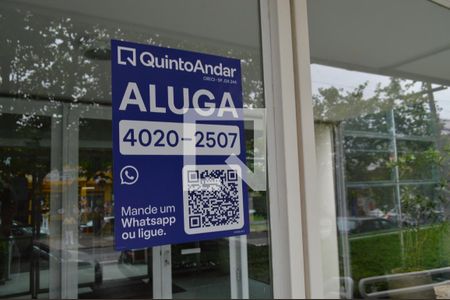 QuintoAndar
ALUGA
4020-2507
Mande um
Whatsapp
ou ligue.